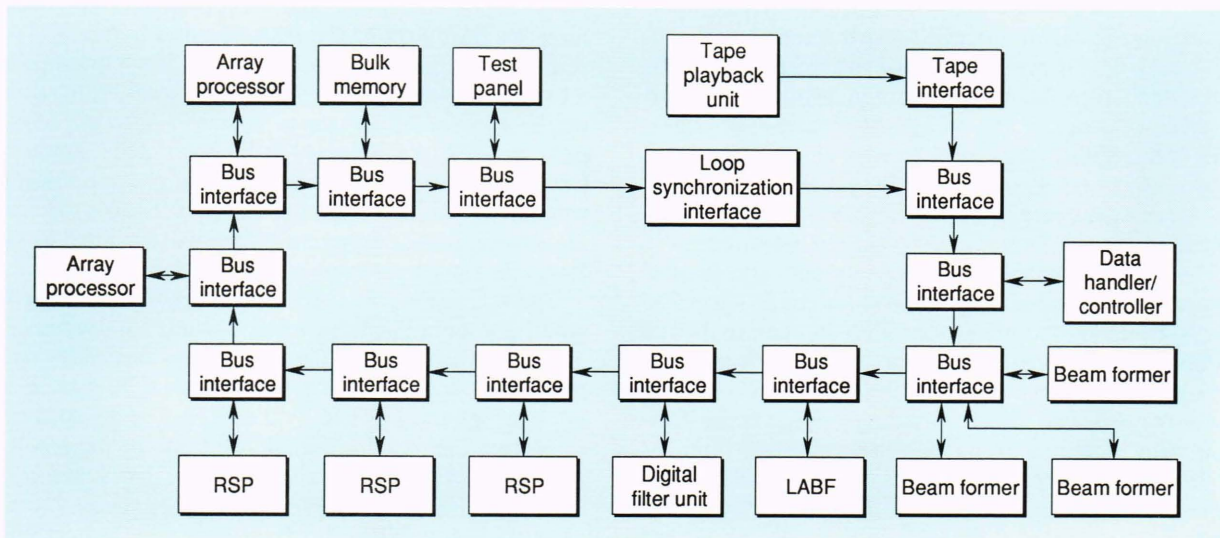 Array
processor
Bulk
memory
Test
panel
Tape
playback
unit
Tape
interface
Bus
interface
Bus
interface
Bus
interface
Loop
synchronization
interface
Bus
interface
Array
processor
Bus
interface
Bus
interface
Data
handler/
controller
Bus
interface
Bus
interface
Bus
interface
Bus
interface
Bus
interface
Bus
interface
Beam former
RSP
RSP
RSP
Digital
filter unit
LABF
Beam former
Beam former